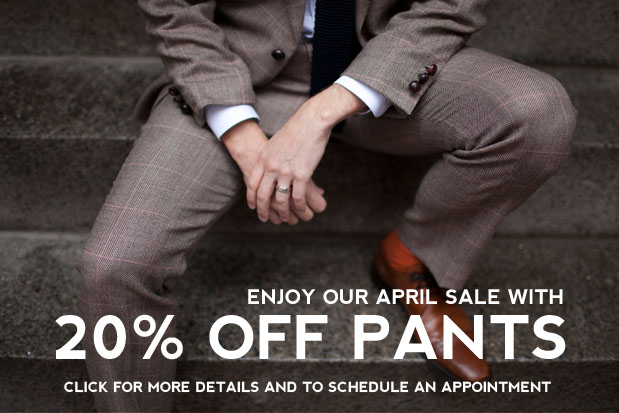 ENJOY OUR APRIL SALE WITH
20% OFF PANTS
CLICK FOR MORE DETAILS AND TO SCHEDULE AN APPOINTMENT